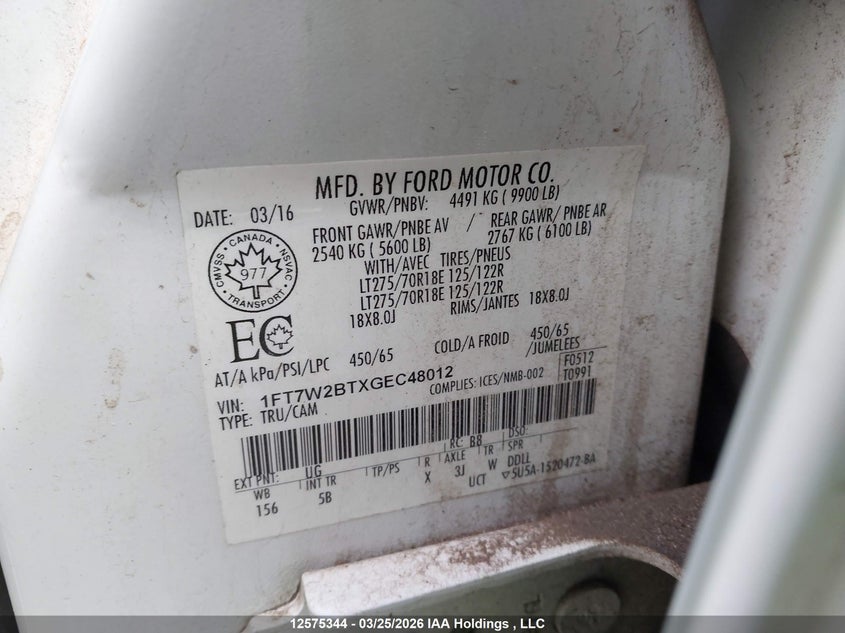 MFD. BY FORD MOTOR CO.
DATE: 03/16 GVWR/PNBV: 4491 KG ( 9900 LB)
FRONT GAWR/PNBE AV / REAR GAWR/ PNBE AR
2540 KG ( 5600 LB) 2767 KG ( 6100 LB)
WITH/AVEC TIRES/PNEUS
LT275/70R18E 125/122R
LT275/70R18E 125/122R
18X8.0J RIMS/JANTES 18X8.0J
CMVSS · CANADA · NSVAC
977
TRANSPORT
EC
AT/A kPa/PSI/LPC 450/65 COLD/A FROID 450/65
/JUMELEES
VIN: 1FT7W2BTXGEC48012 COMPLIES: ICES/NMB-002
F0512
T0991
TYPE: TRU/CAM
EXT PNT: UG RC: B8 DSO:
WB INT TR TP/PS R AXLE TR SPR
156 5B X 3J W DDLL
UCT ▽5U5A-1520472-BA
12575344 - 03/25/2026 IAA Holdings , LLC